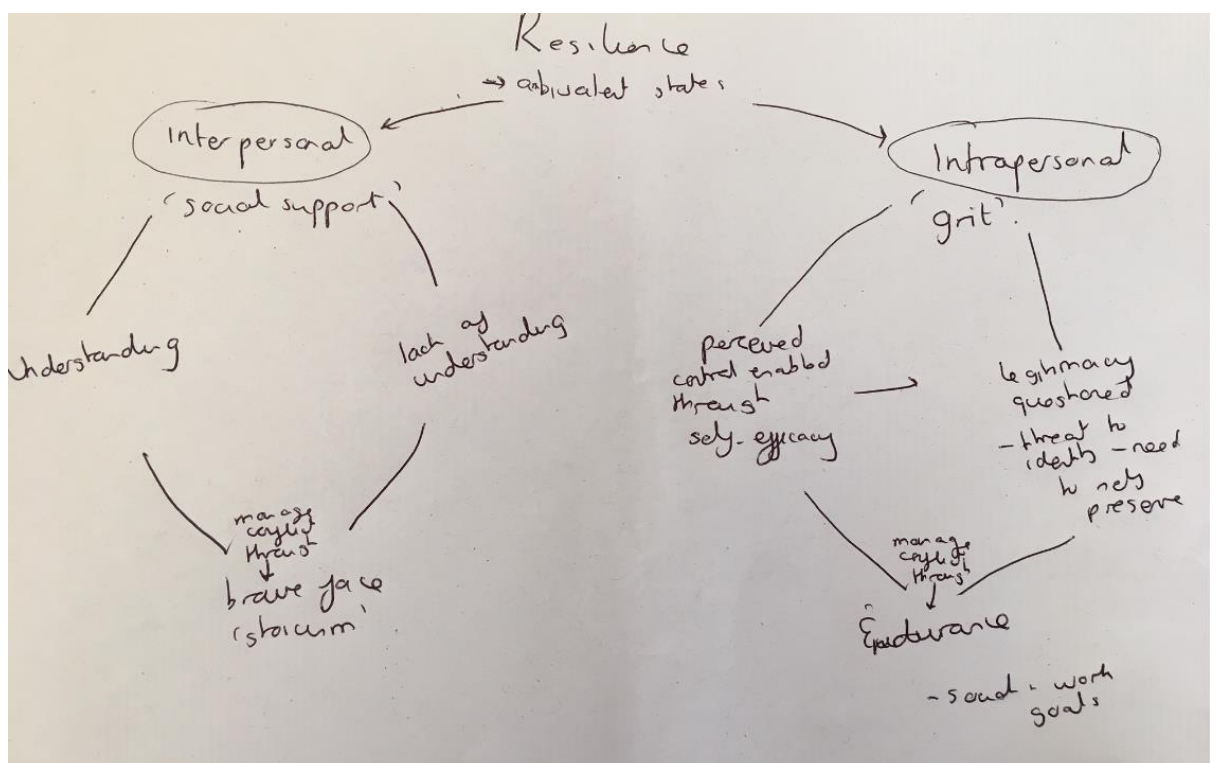 Resilience
→ ambivalent states
Interpersonal
'social support'
Understanding
lack of
understanding
manage
conflict
through
brave face
'stoicism'
Intrapersonal
'grit'.
perceived
control enabled
through
self-efficacy
legitimacy
questioned
- threat to
identity - need
to self
preserve
manage
conflict
through
Endurance
- social + work
goals